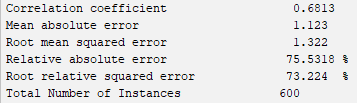 Correlation coefficient 0.6813
Mean absolute error 1.123
Root mean squared error 1.322
Relative absolute error 75.5318 %
Root relative squared error 73.224 %
Total Number of Instances 600